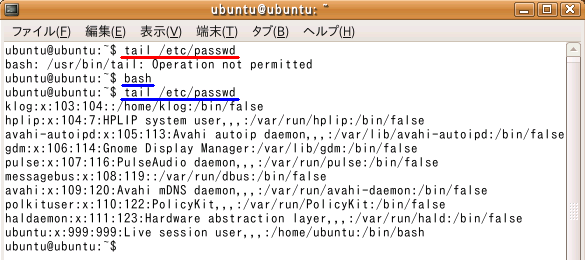 ubuntu@ubuntu: ~
ファイル(F) 編集(E) 表示(V) 端末(T) タブ(B) ヘルプ(H)
ubuntu@ubuntu:~$ tail /etc/passwd
bash: /usr/bin/tail: Operation not permitted
ubuntu@ubuntu:~$ bash
ubuntu@ubuntu:~$ tail /etc/passwd
klog:x:103:104::/home/klog:/bin/false
hplip:x:104:7:HPLIP system user,,,:/var/run/hplip:/bin/false
avahi-autoipd:x:105:113:Avahi autoip daemon,,,:/var/lib/avahi-autoipd:/bin/false
gdm:x:106:114:Gnome Display Manager:/var/lib/gdm:/bin/false
pulse:x:107:116:PulseAudio daemon,,,:/var/run/pulse:/bin/false
messagebus:x:108:119::/var/run/dbus:/bin/false
avahi:x:109:120:Avahi mDNS daemon,,,:/var/run/avahi-daemon:/bin/false
polkituser:x:110:122:PolicyKit,,,:/var/run/PolicyKit:/bin/false
haldaemon:x:111:123:Hardware abstraction layer,,,:/var/run/hald:/bin/false
ubuntu:x:999:999:Live session user,,,:/home/ubuntu:/bin/bash
ubuntu@ubuntu:~$